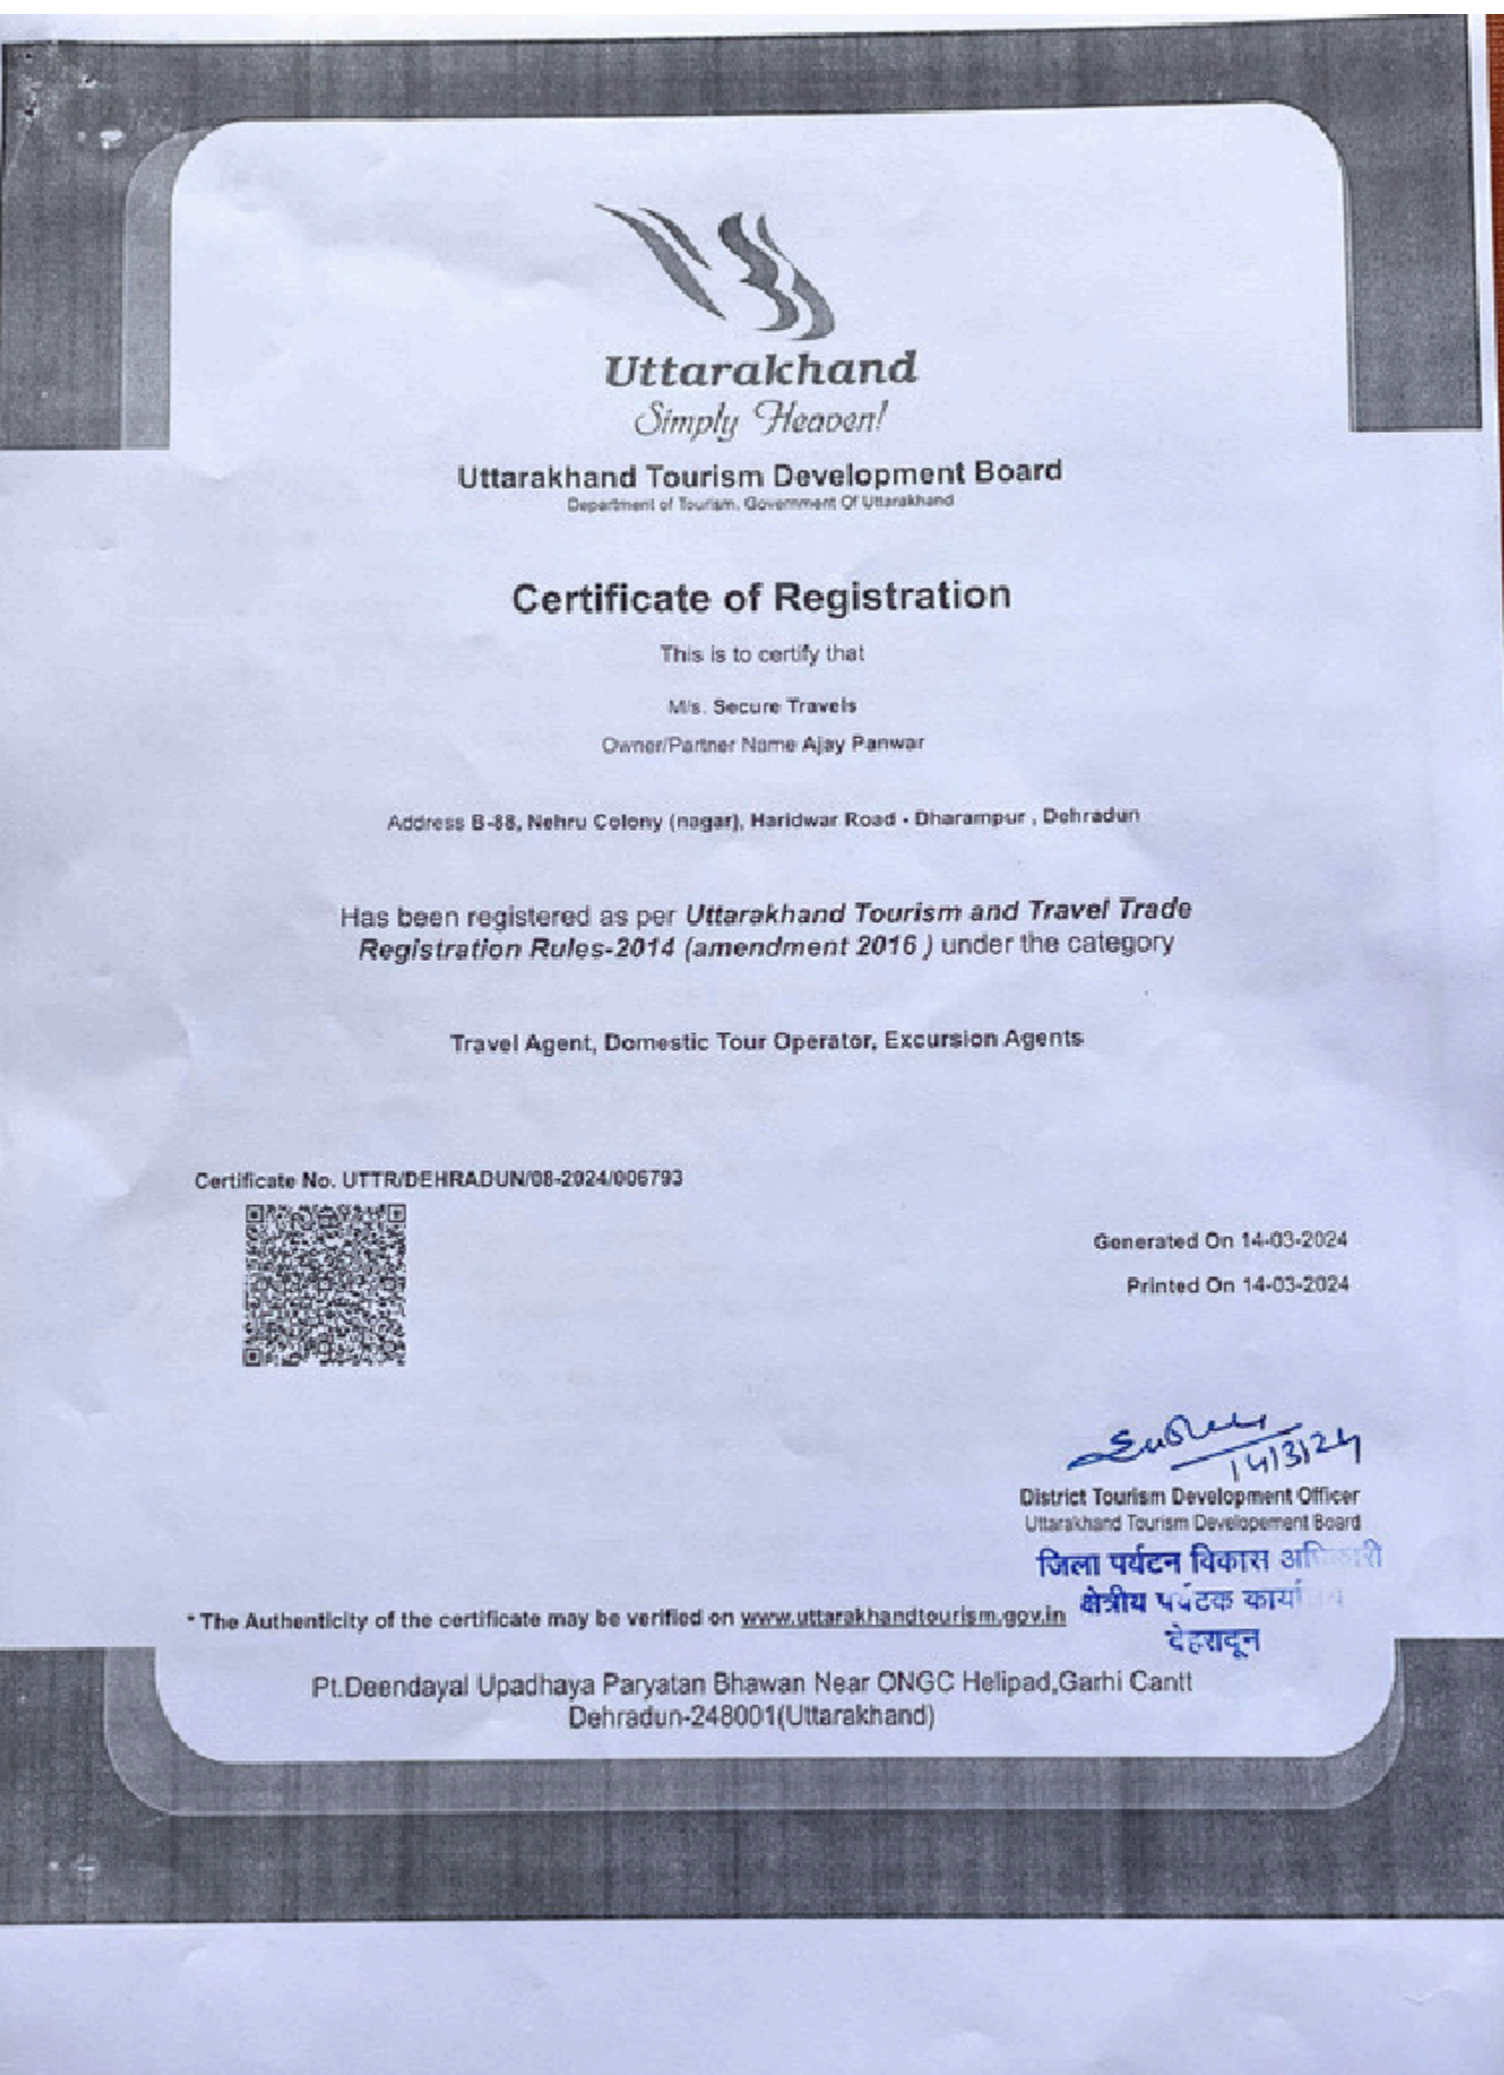 Uttarakhand
Simply Heaven!
Uttarakhand Tourism Development Board
Department of Tourism, Government Of Uttarakhand
Certificate of Registration
This is to certify that
M/s. Secure Travels
Owner/Partner Name Ajay Panwar
Address B-88, Nehru Colony (nagar), Haridwar Road - Dharampur , Dehradun
Has been registered as per Uttarakhand Tourism and Travel Trade
Registration Rules-2014 (amendment 2016 ) under the category
Travel Agent, Domestic Tour Operator, Excursion Agents
Certificate No. UTTR/DEHRADUN/08-2024/006793
Generated On 14-03-2024
Printed On 14-03-2024
14/3/24
District Tourism Development Officer
Uttarakhand Tourism Developement Board
जिला पर्यटन विकास
क्षेत्रीय
देहरादून
* The Authenticity of the certificate may be verified on www.uttarakhandtourism.gov.in
Pt.Deendayal Upadhaya Paryatan Bhawan Near ONGC Helipad,Garhi Cantt
Dehradun-248001(Uttarakhand)